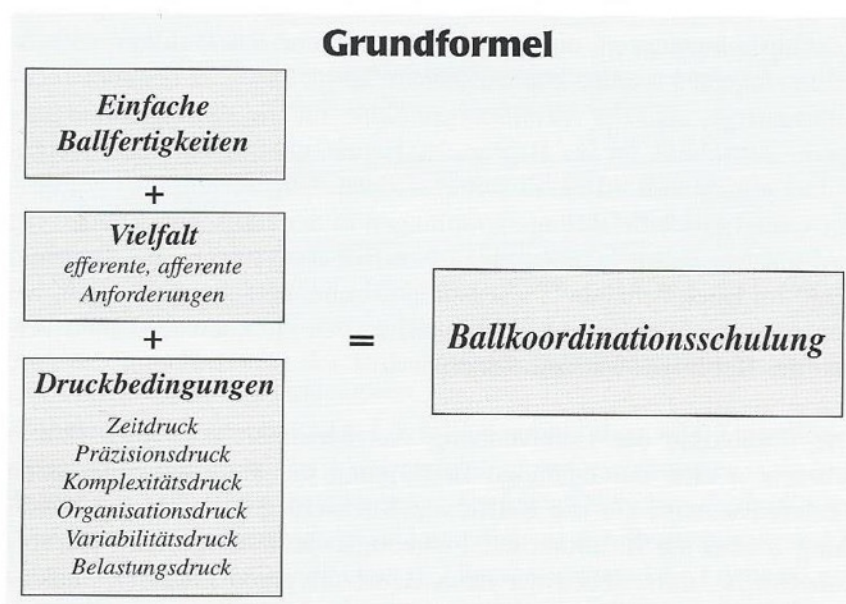 Grundformel
Einfache
Ballfertigkeiten
+
Vielfalt
efferente, afferente
Anforderungen
+
Druckbedingungen
Zeitdruck
Präzisionsdruck
Komplexitätsdruck
Organisationsdruck
Variabilitätsdruck
Belastungsdruck
=
Ballkoordinationsschulung